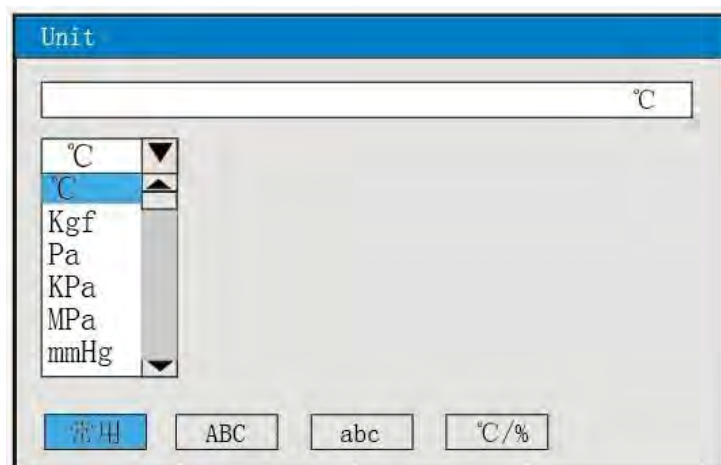 Unit
℃
℃
℃
Kgf
Pa
KPa
MPa
mmHg
常用 ABC abc ℃/%